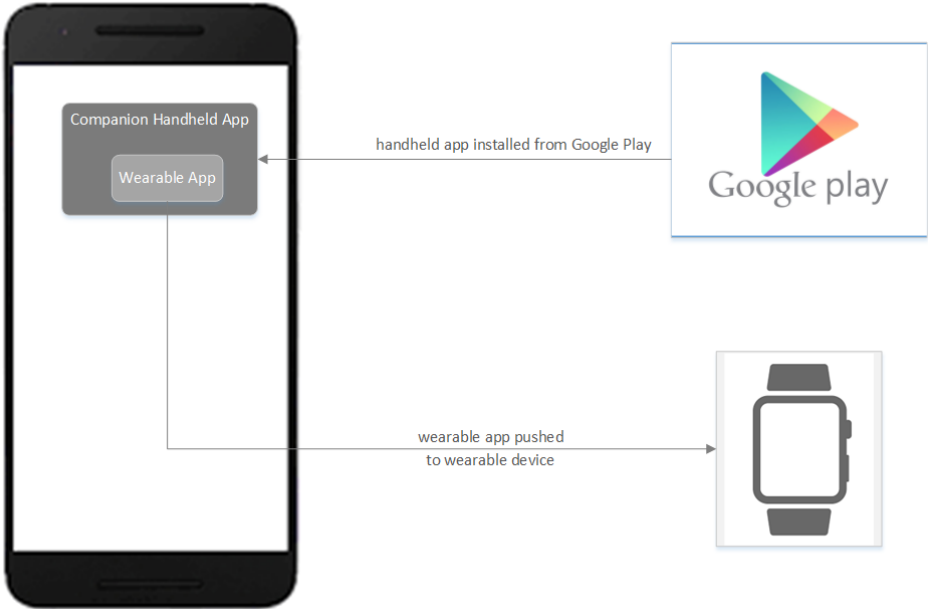 Companion Handheld App
Wearable App
handheld app installed from Google Play
Google play
wearable app pushed
to wearable device